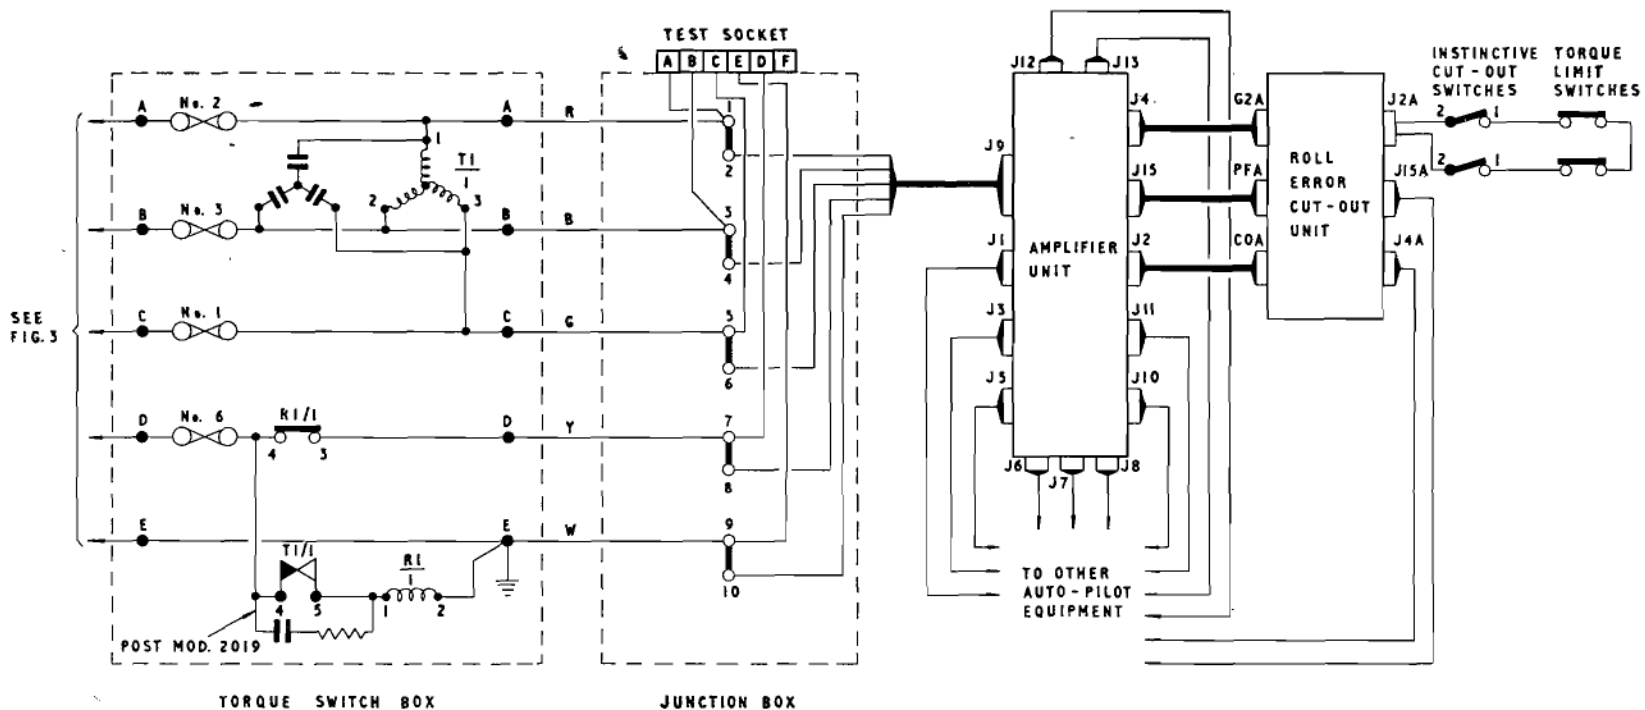 TEST SOCKET
A B C E D F
J12
J13
INSTINCTIVE
CUT-OUT
SWITCHES
TORQUE
LIMIT
SWITCHES
A
No. 2
A
R
1
2
J4
G2A
J2A
2
1
J9
1
T1
1
2
3
B
No. 3
B
B
3
4
J15
PFA
ROLL
ERROR
CUT-OUT
UNIT
J15A
2
1
J1
AMPLIFIER
UNIT
J2
COA
J4A
SEE
FIG.3
C
No. 1
C
G
5
6
J3
J11
J5
J10
D
No. 6
R1/1
4
3
D
Y
7
8
J6
J7
J8
E
E
W
9
10
T1/1
4
5
R1
1
1
2
POST MOD. 2019
TO OTHER
AUTO-PILOT
EQUIPMENT
TORQUE SWITCH BOX
JUNCTION BOX